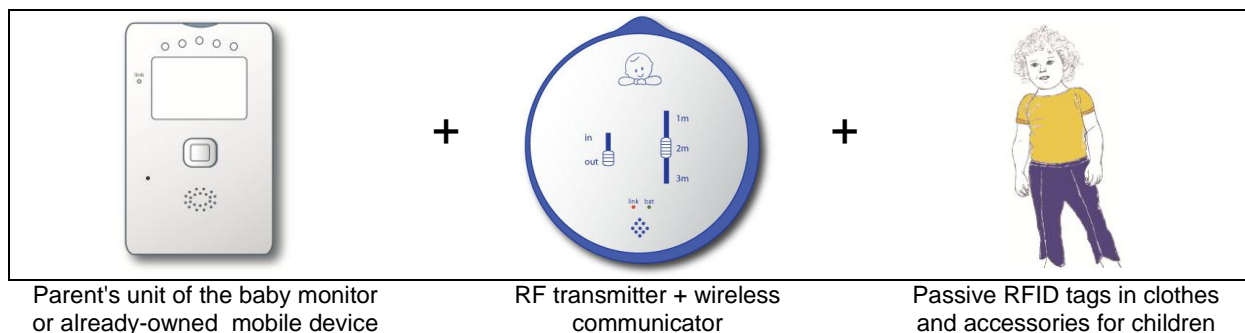 link
+
in
out
1m
2m
3m
link bat
+
Parent's unit of the baby monitor
or already-owned mobile device
RF transmitter + wireless
communicator
Passive RFID tags in clothes
and accessories for children